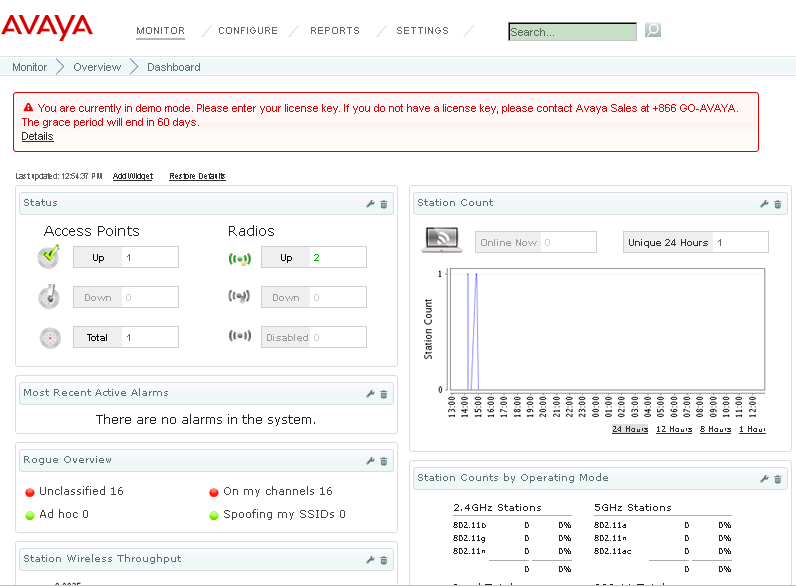 AVAYA
MONITOR CONFIGURE REPORTS SETTINGS
Search...
Monitor Overview Dashboard
You are currently in demo mode. Please enter your license key. If you do not have a license key, please contact Avaya Sales at +866 GO-AVAYA.
The grace period will end in 60 days.
Details
Last updated: 12:54:37 PM Add Widget Restore Defaults
Status
Access Points Radios
Up 1 Up 2
Down 0 Down 0
Total 1 Disabled 0
Most Recent Active Alarms
There are no alarms in the system.
Rogue Overview
Unclassified 16 On my channels 16
Ad hoc 0 Spoofing my SSIDs 0
Station Wireless Throughput
Station Count
Online Now 0 Unique 24 Hours 1
Station Count
1
0
13:00 14:00 15:00 16:00 17:00 18:00 19:00 20:00 21:00 22:00 23:00 00:00 01:00 02:00 03:00 04:00 05:00 06:00 07:00 08:00 09:00 10:00 11:00 12:00
24 Hours 12 Hours 8 Hours 1 Hour
Station Counts by Operating Mode
2.4GHz Stations 5GHz Stations
802.11b 0 0% 802.11a 0 0%
802.11g 0 0% 802.11n 0 0%
802.11n 0 0% 802.11ac 0 0%
0 0% 0 0%